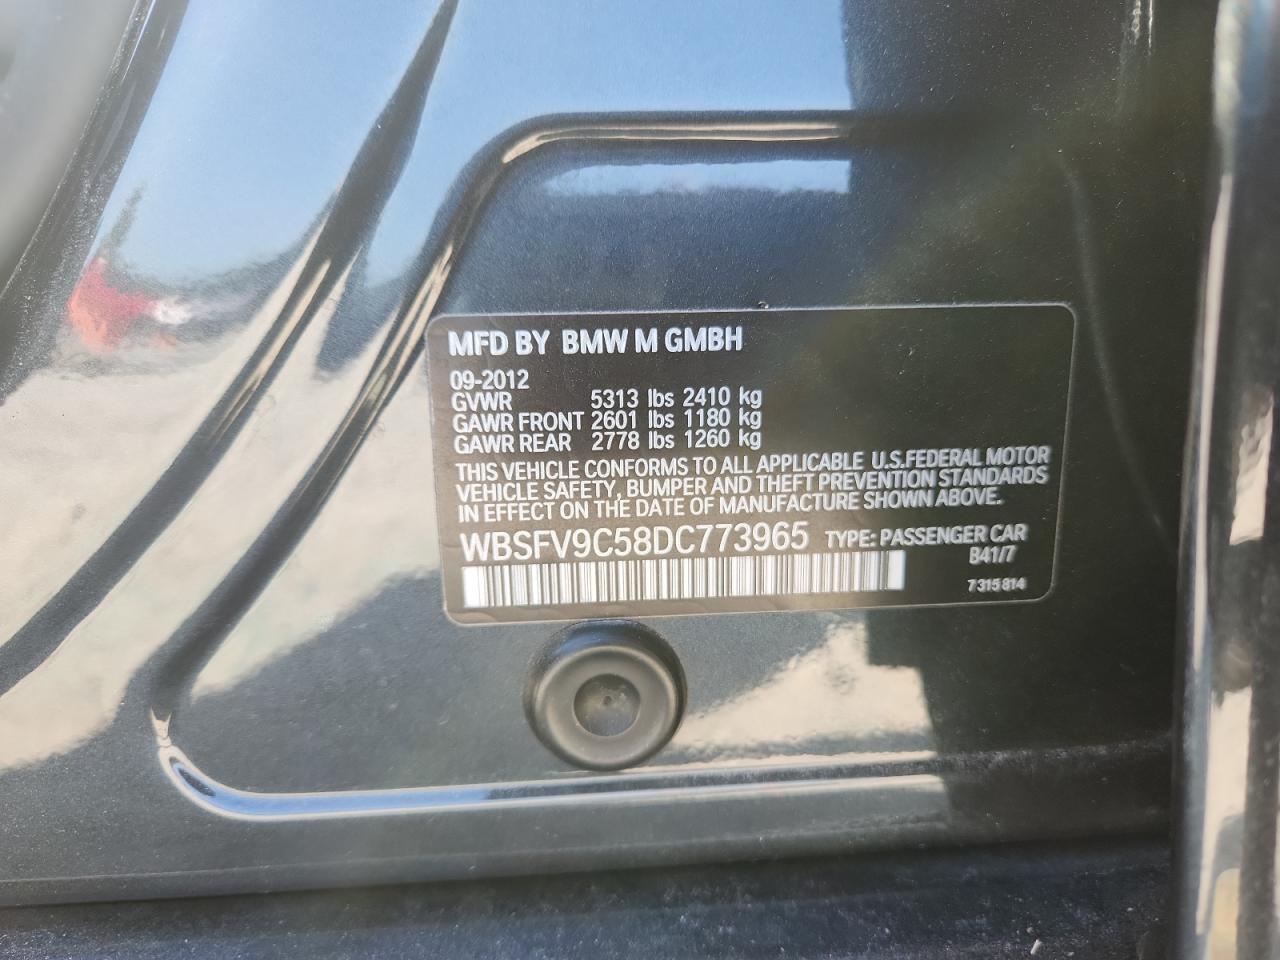 MFD BY BMW M GMBH
09-2012
GVWR 5313 lbs 2410 kg
GAWR FRONT 2601 lbs 1180 kg
GAWR REAR 2778 lbs 1260 kg
THIS VEHICLE CONFORMS TO ALL APPLICABLE U.S.FEDERAL MOTOR
VEHICLE SAFETY, BUMPER AND THEFT PREVENTION STANDARDS
IN EFFECT ON THE DATE OF MANUFACTURE SHOWN ABOVE.
WBSFV9C58DC773965 TYPE: PASSENGER CAR
B41/7
7 315 814